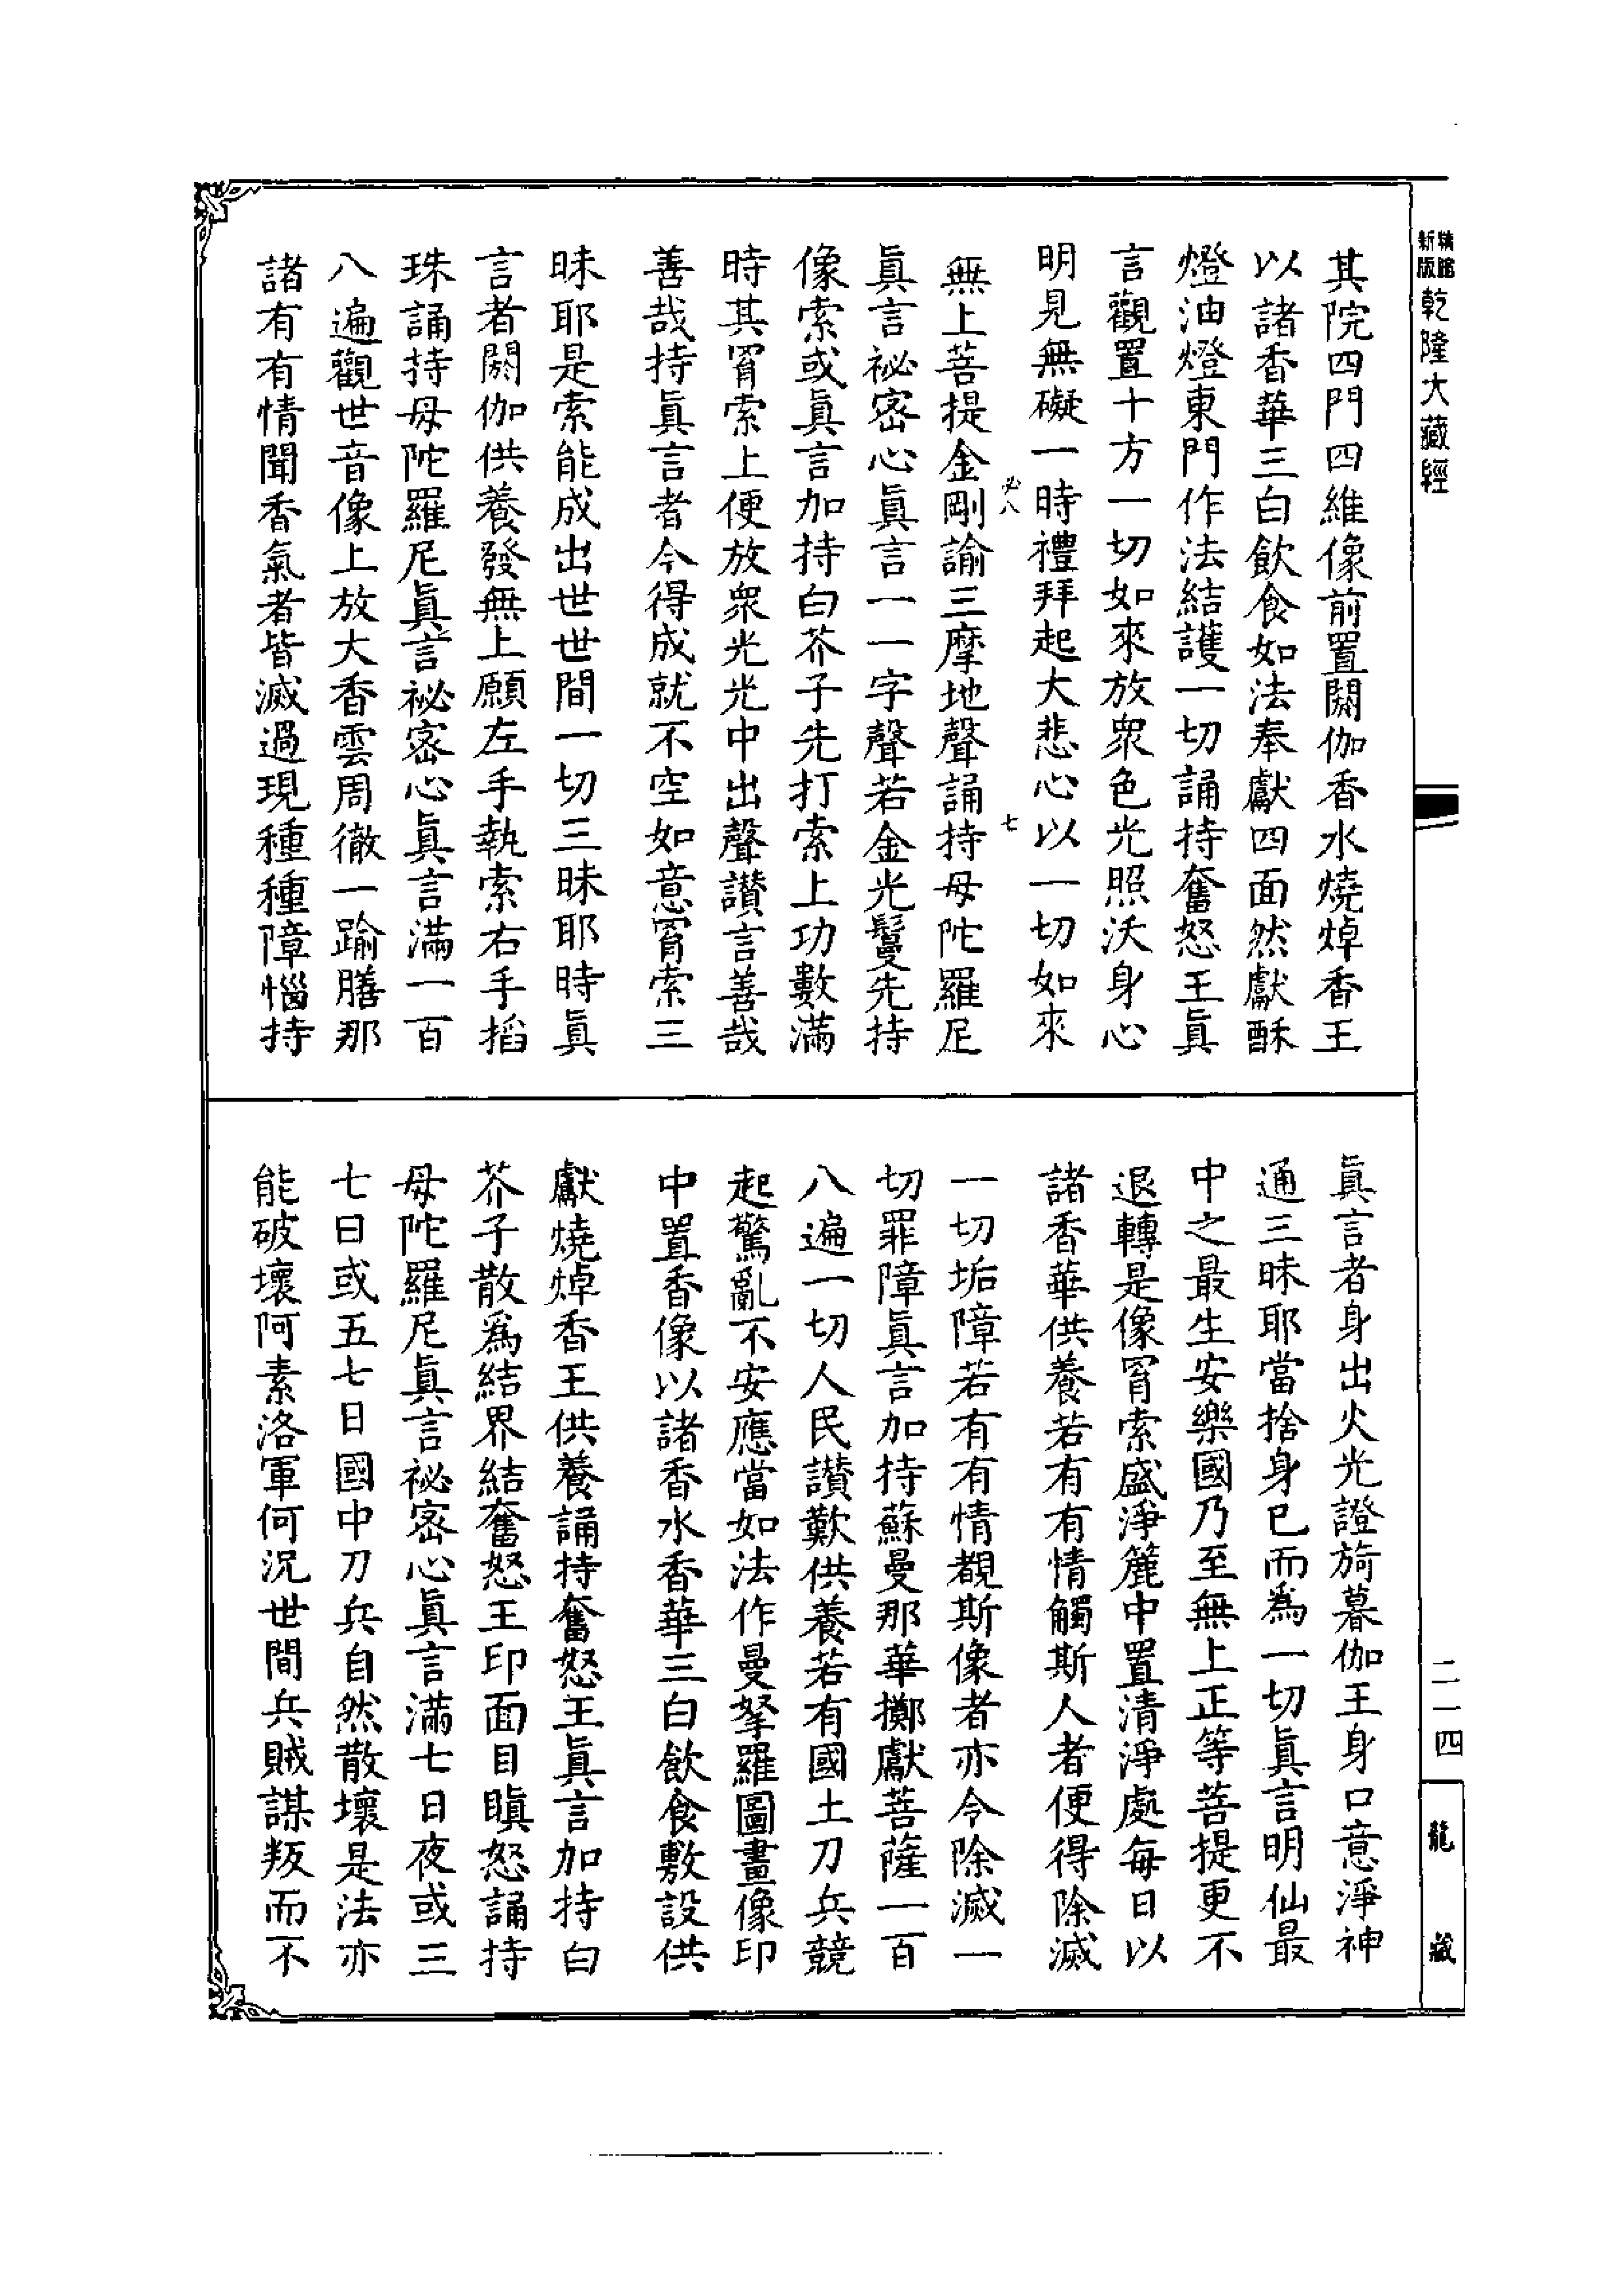 新編
版縮
乾隆大藏經
其院四門四維像前置閼伽香水燒焯香王
以諸香華三白飲食如法奉獻四面然獻酥
燈油燈東門作法結護一切誦持奮怒王眞
言觀置十方一切如來放衆色光照沃身心
明見無礙一時禮拜起大悲心以一切如來
必八
七
無上菩提金剛諭三摩地聲誦持母陀羅尼
眞言祕密心眞言一一字聲若金光鬘先持
像索或眞言加持白芥子先打索上功數滿
時其罥索上便放衆光光中出聲讚言善哉
善哉持眞言者今得成就不空如意罥索三
昧耶是索能成出世世間一切三昧耶時眞
言者閼伽供養發無上願左手執索右手搯
珠誦持母陀羅尼眞言祕密心眞言滿一百
八遍觀世音像上放大香雲周徹一踰膳那
諸有有情聞香氣者皆滅過現種種障惱持
眞言者身出火光證旖暮伽王身口意淨神
通三昧耶當捨身已而爲一切眞言明仙最
中之最生安樂國乃至無上正等菩提更不
退轉是像罥索盛淨簏中置清淨處每日以
諸香華供養若有有情觸斯人者便得除滅
一切垢障若有有情覩斯像者亦令除滅一
切罪障眞言加持蘇曼那華擲獻菩薩一百
八遍一切人民讚歎供養若有國土刀兵競
起驚亂不安應當如法作曼拏羅圖畫像印
中置香像以諸香水香華三白飲食敷設供
獻燒焯香王供養誦持奮怒王眞言加持白
芥子散爲結界結奮怒王印面目瞋怒誦持
母陀羅尼眞言祕密心眞言滿七日夜或三
七日或五七日國中刀兵自然散壞是法亦
能破壞阿素洛軍何況世間兵賊謀叛而不
二一四
龍藏